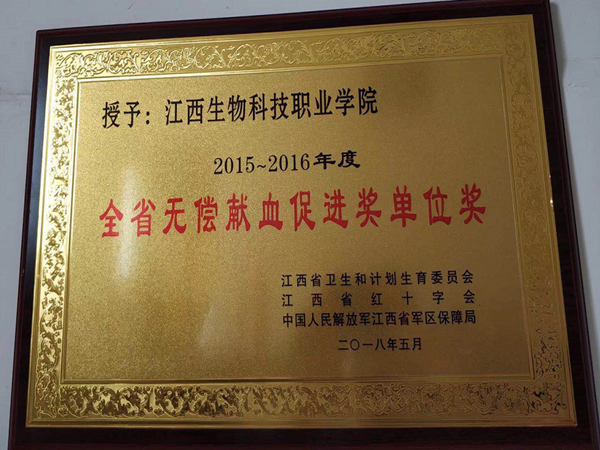 授予：江西生物科技职业学院
2015~2016年度
全省无偿献血促进奖单位奖
江西省卫生和计划生育委员会
江西省红十字会
中国人民解放军江西省军区保障局
二〇一八年五月